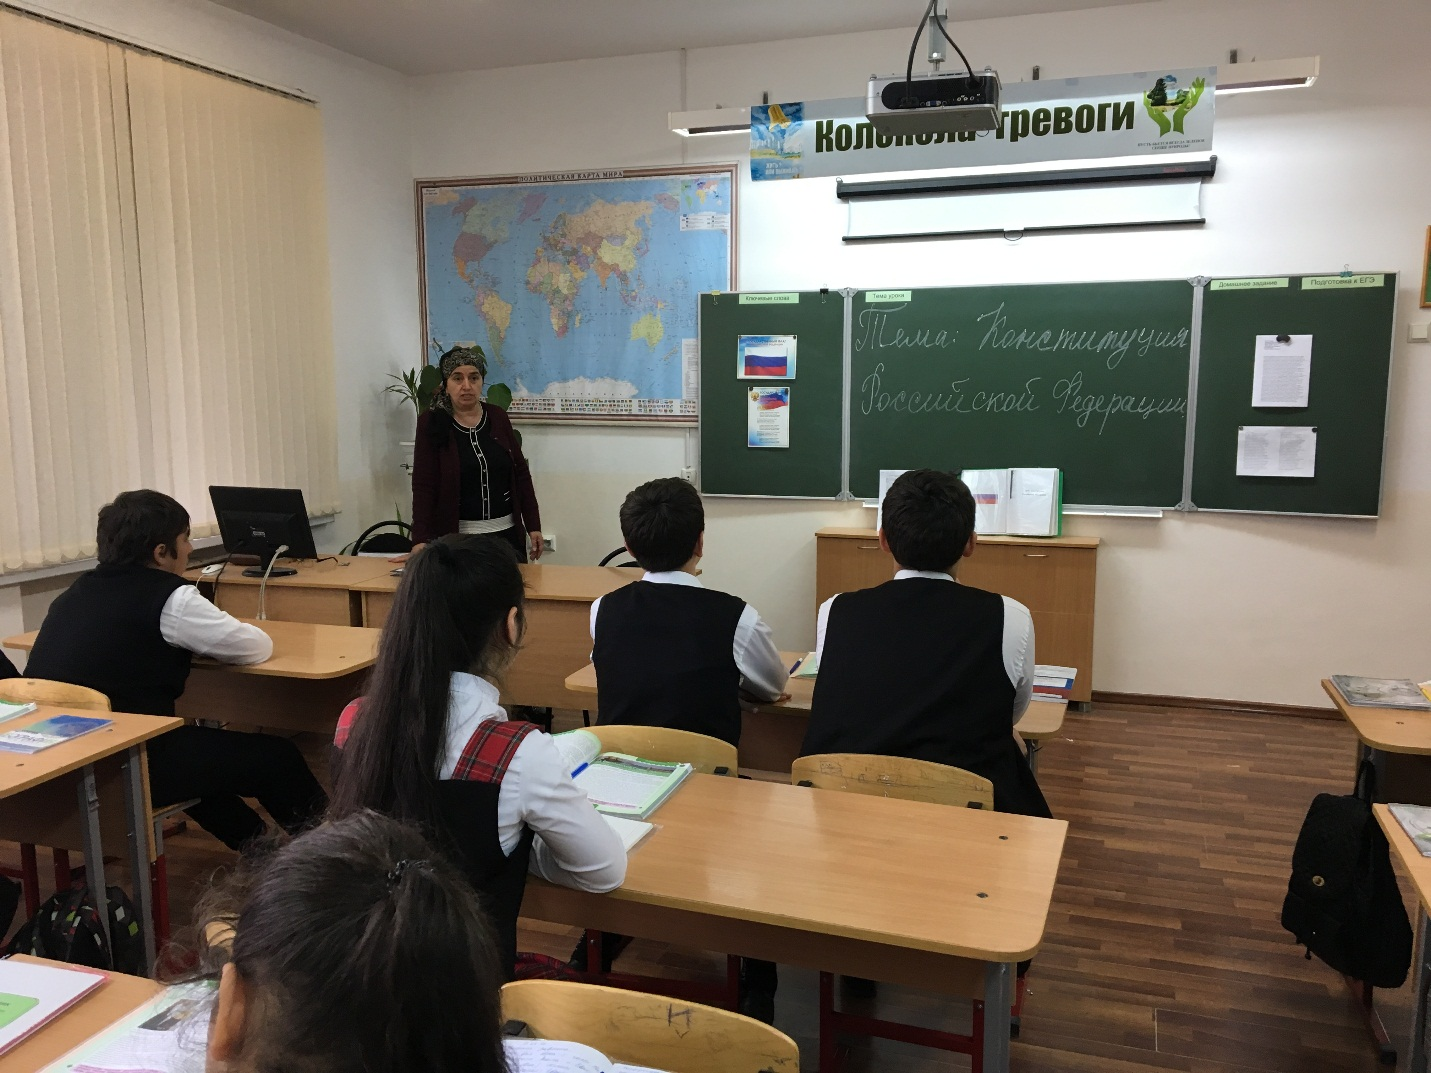 Колокола тревоги
ПОЛИТИЧЕСКАЯ КАРТА МИРА
Ключевые слова
Тема урока
Домашнее задание
Подготовка к ЕГЭ
Тема: Конституция
Российской Федерации